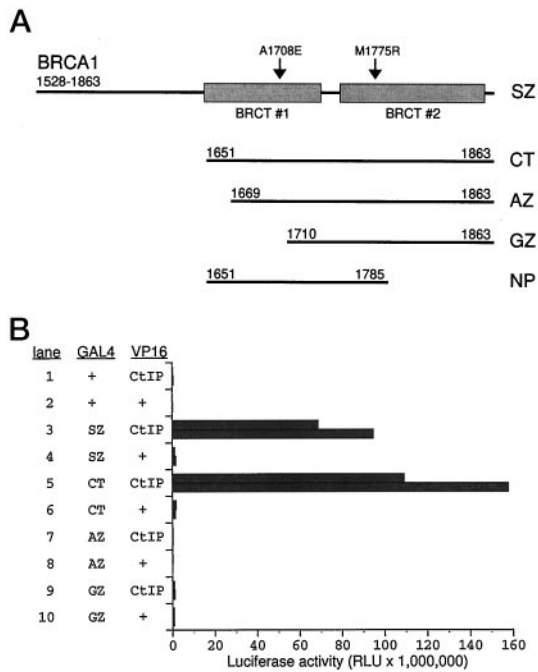 A
A1708E M1775R
BRCA1
1528-1863
SZ
BRCT #1 BRCT #2
1651 1863 CT
1669 1863 AZ
1710 1863 GZ
1651 1785 NP
B
lane GAL4 VP16
1 + CtIP
2 + +
3 SZ CtIP
4 SZ +
5 CT CtIP
6 CT +
7 AZ CtIP
8 AZ +
9 GZ CtIP
10 GZ +
0 20 40 60 80 100 120 140 160
Luciferase activity (RLU x 1,000,000)